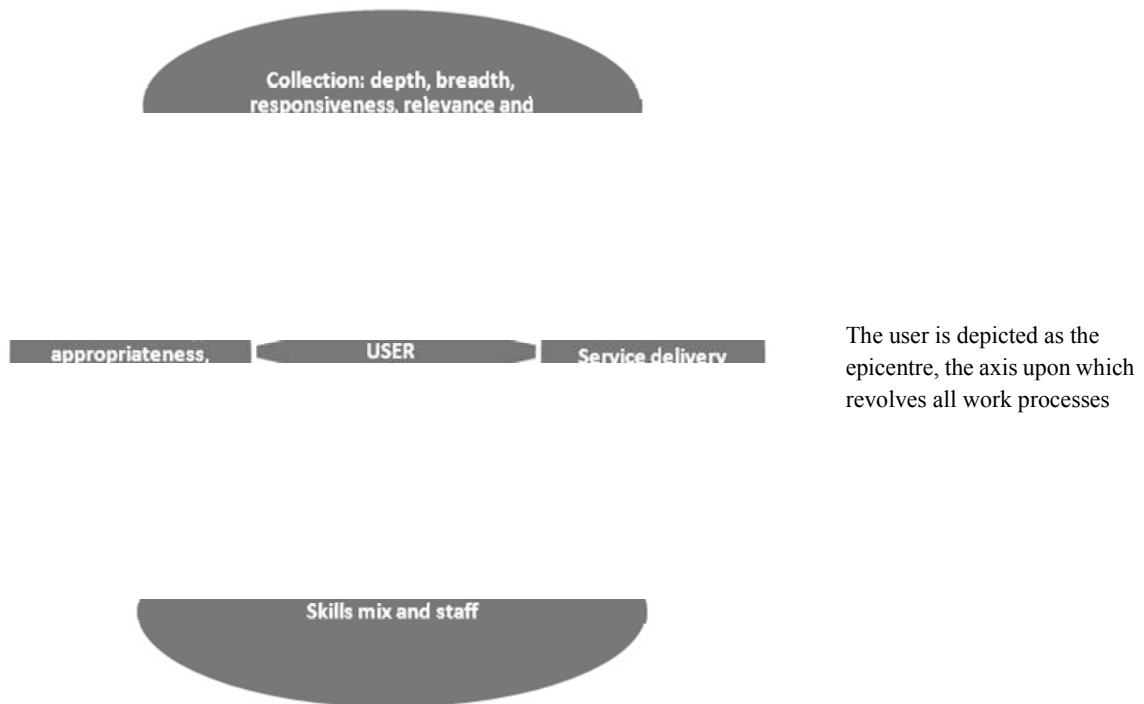 Collection: depth, breadth,
responsiveness, relevance and
appropriateness,
USER
Service delivery
The user is depicted as the
epicentre, the axis upon which
revolves all work processes
Skills mix and staff